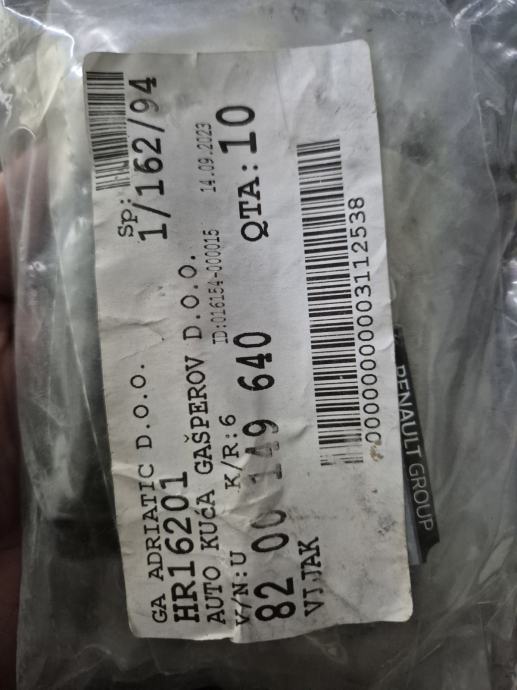 GA ADRIATIC D.O.O.
SP:
HR16201
1/162/94
AUTO KUćA GAŠPEROV D.O.O.
V/N:U K/R:6 ID:016154-000015 14.09.2023
82 00 149 640 QTA:10
VIJAK
00000000000003112538
RENAULT GROUP